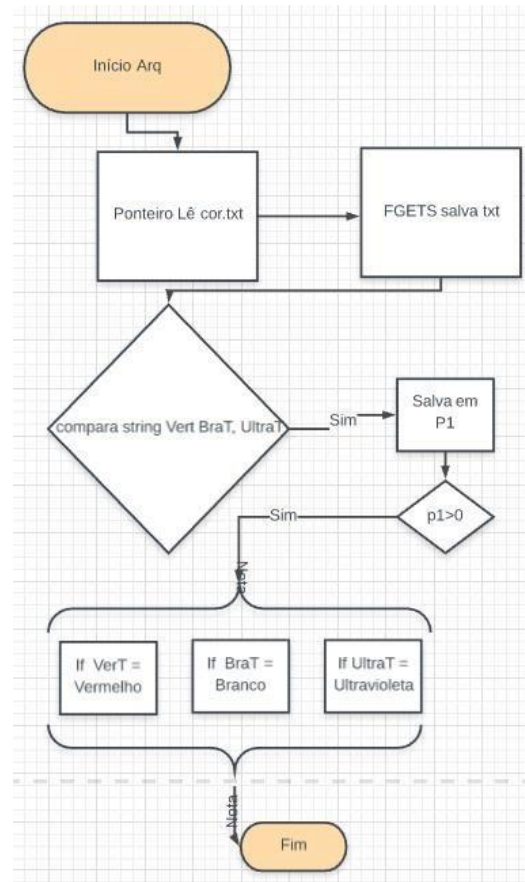 Início Arq
Ponteiro Lê cor.txt
FGETS salva txt
compara string Vert BraT, UltraT
Sim
Salva em
P1
p1>0
Sim
Nota
If VerT =
Vermelho
If BraT =
Branco
If UltraT =
Ultravioleta
Nota
Fim